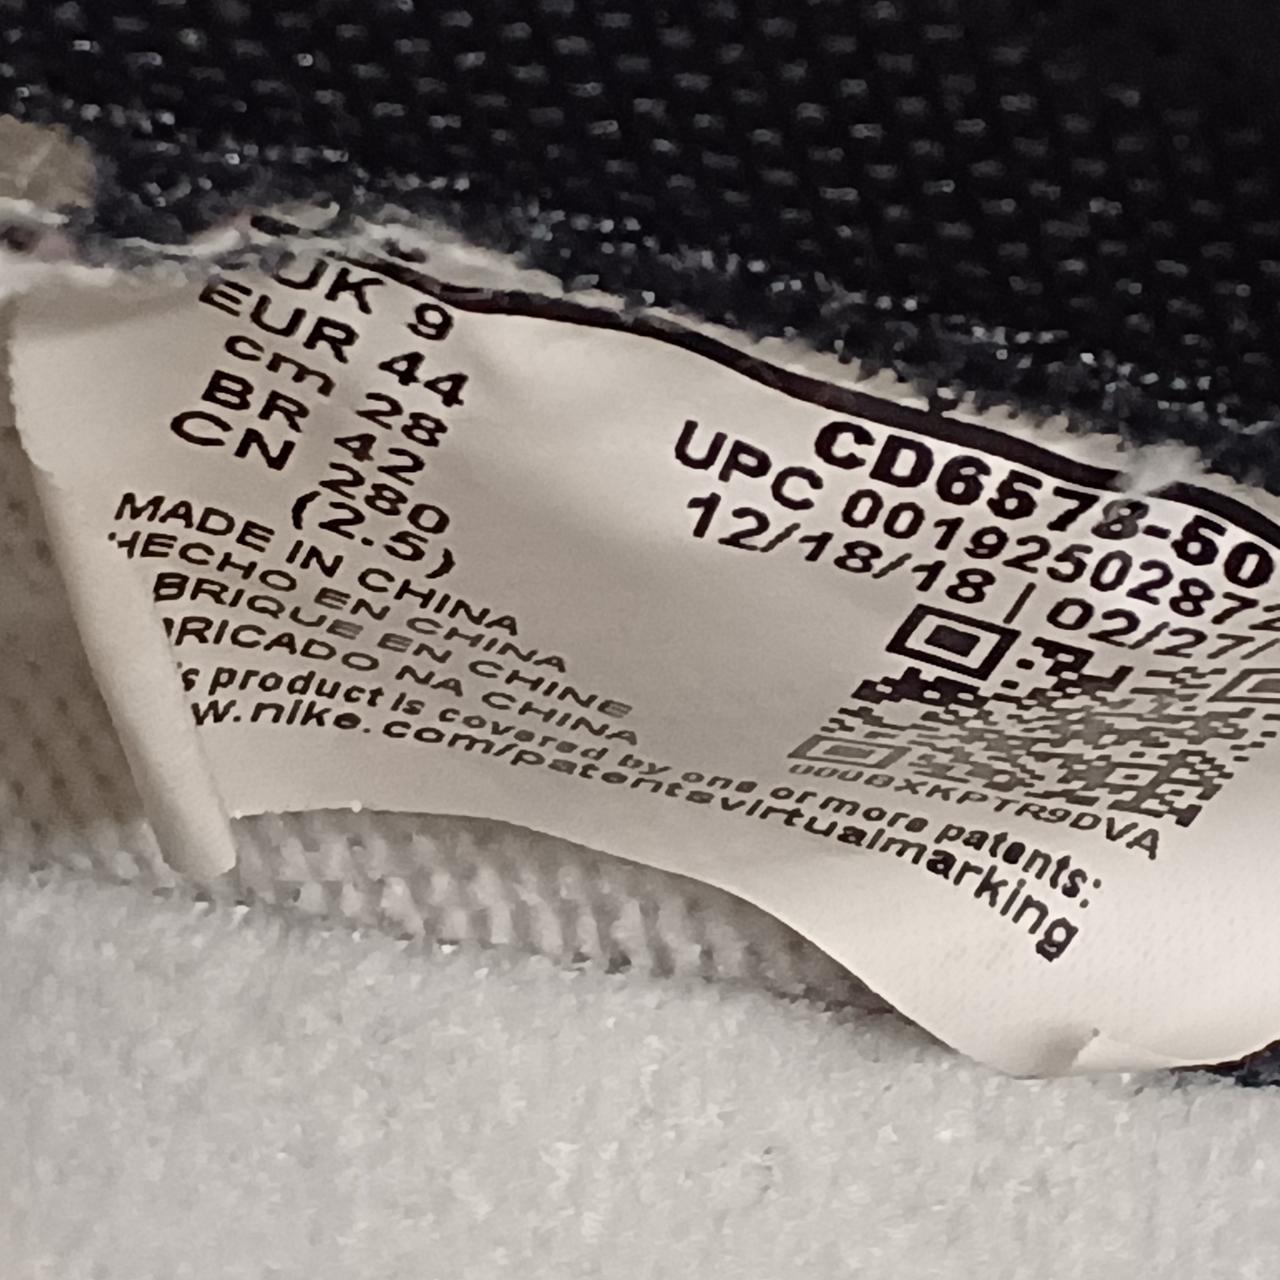 UK 9
EUR 44
cm 28
BR 42
CN 280
(2.5)
MADE IN CHINA
HECHO EN CHINA
BRIQUE EN CHINE
BRICADO NA CHINA
s product is covered by one or more patents:
w.nike.com/patentsvirtualmarking
CD6578-50
UPC 0019250287
12/18/18 | 02/27/
000BXKPTR9DVA